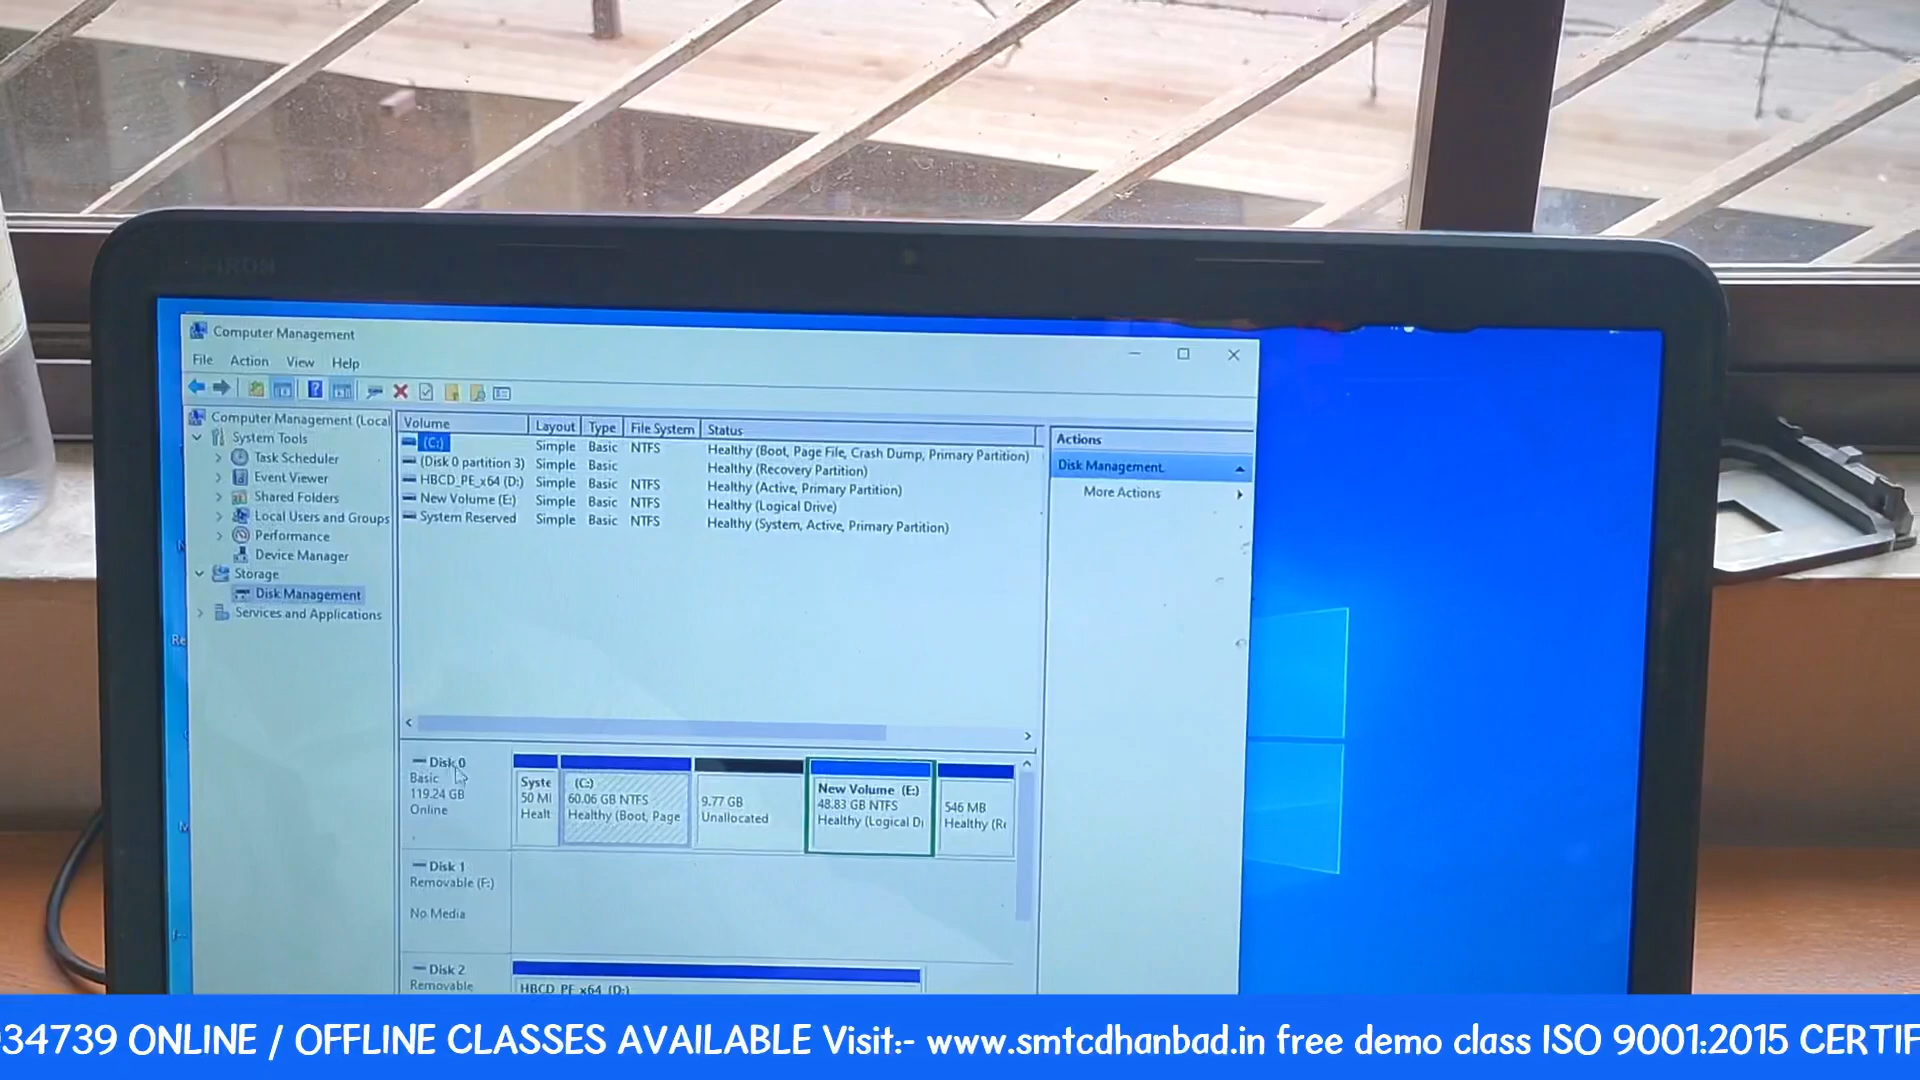 Computer Management
File Action View Help
Computer Management (Local
System Tools
Task Scheduler
Event Viewer
Shared Folders
Local Users and Groups
Performance
Device Manager
Storage
Disk Management
Services and Applications
Volume Layout Type File System Status
(C:) Simple Basic NTFS Healthy (Boot, Page File, Crash Dump, Primary Partition)
(Disk 0 partition 3) Simple Basic Healthy (Recovery Partition)
HBCD_PE_x64 (D:) Simple Basic NTFS Healthy (Active, Primary Partition)
New Volume (E:) Simple Basic NTFS Healthy (Logical Drive)
System Reserved Simple Basic NTFS Healthy (System, Active, Primary Partition)
Actions
Disk Management
More Actions
Disk 0
Basic
119.24 GB
Online
Syste
50 MI
Healt
(C:)
60.06 GB NTFS
Healthy (Boot, Page
9.77 GB
Unallocated
New Volume (E:)
48.83 GB NTFS
Healthy (Logical Di
546 MB
Healthy (Re
Disk 1
Removable (F:)
No Media
Disk 2
Removable
HBCD_PE_x64 (D:)
34739 ONLINE / OFFLINE CLASSES AVAILABLE Visit:- www.smtcdhanbad.in free demo class ISO 9001:2015 CERTIF